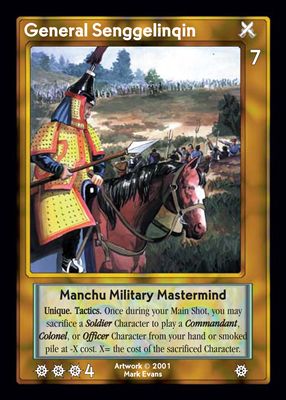 General Senggelinqin
7
Manchu Military Mastermind
Unique. Tactics. Once during your Main Shot, you may
sacrifice a Soldier Character to play a Commandant,
Colonel, or Officer Character from your hand or smoked
pile at -X cost. X= the cost of the sacrificed Character.
4
Artwork © 2001
Mark Evans